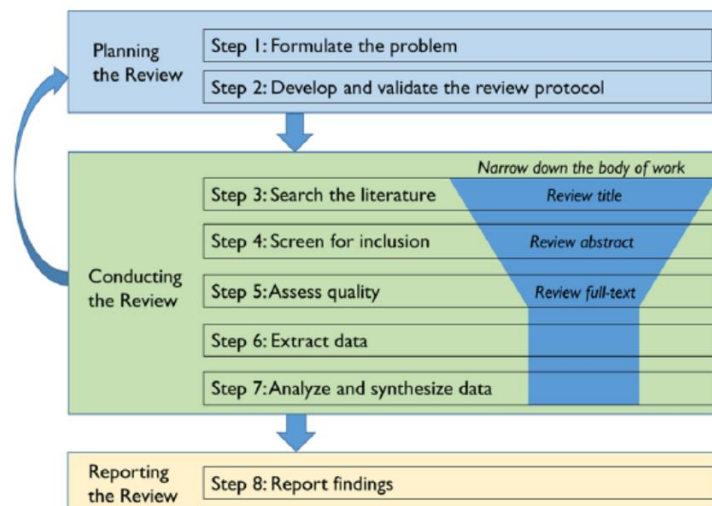 Planning
the Review
Step 1: Formulate the problem
Step 2: Develop and validate the review protocol
Conducting
the Review
Narrow down the body of work
Step 3: Search the literature
Review title
Step 4: Screen for inclusion
Review abstract
Step 5: Assess quality
Review full-text
Step 6: Extract data
Step 7: Analyze and synthesize data
Reporting
the Review
Step 8: Report findings